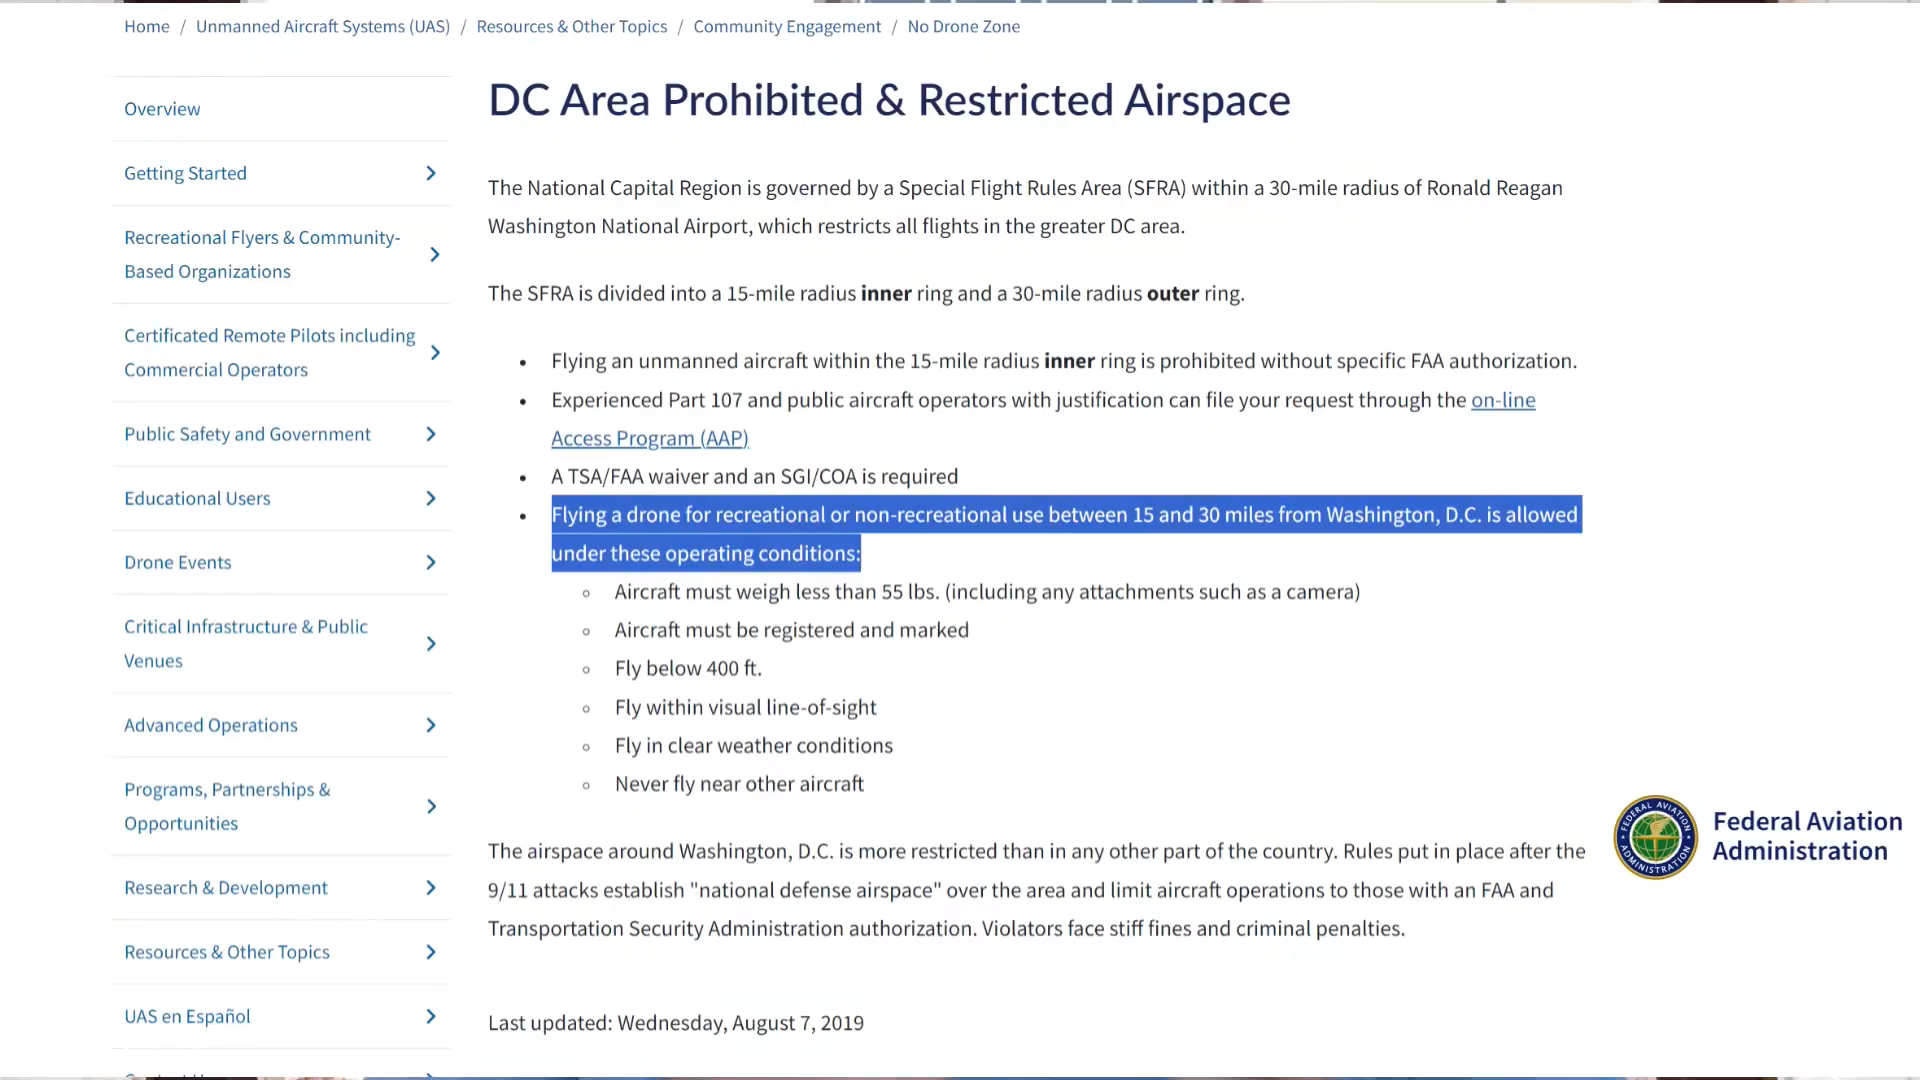 Home / Unmanned Aircraft Systems (UAS) / Resources & Other Topics / Community Engagement / No Drone Zone
Overview
Getting Started
Recreational Flyers & Community-
Based Organizations
Certificated Remote Pilots including
Commercial Operators
Public Safety and Government
Educational Users
Drone Events
Critical Infrastructure & Public
Venues
Advanced Operations
Programs, Partnerships &
Opportunities
Research & Development
Resources & Other Topics
UAS en Español
DC Area Prohibited & Restricted Airspace
The National Capital Region is governed by a Special Flight Rules Area (SFRA) within a 30-mile radius of Ronald Reagan
Washington National Airport, which restricts all flights in the greater DC area.
The SFRA is divided into a 15-mile radius inner ring and a 30-mile radius outer ring.
• Flying an unmanned aircraft within the 15-mile radius inner ring is prohibited without specific FAA authorization.
• Experienced Part 107 and public aircraft operators with justification can file your request through the on-line
Access Program (AAP)
• A TSA/FAA waiver and an SGI/COA is required
• Flying a drone for recreational or non-recreational use between 15 and 30 miles from Washington, D.C. is allowed
under these operating conditions:
◦ Aircraft must weigh less than 55 lbs. (including any attachments such as a camera)
◦ Aircraft must be registered and marked
◦ Fly below 400 ft.
◦ Fly within visual line-of-sight
◦ Fly in clear weather conditions
◦ Never fly near other aircraft
The airspace around Washington, D.C. is more restricted than in any other part of the country. Rules put in place after the
9/11 attacks establish "national defense airspace" over the area and limit aircraft operations to those with an FAA and
Transportation Security Administration authorization. Violators face stiff fines and criminal penalties.
Last updated: Wednesday, August 7, 2019
FEDERAL AVIATION
ADMINISTRATION
Federal Aviation
Administration